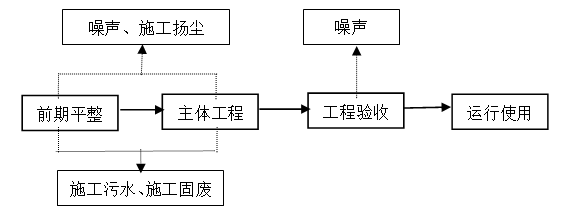 噪声、施工扬尘
噪声
前期平整
主体工程
工程验收
运行使用
施工污水、施工固废